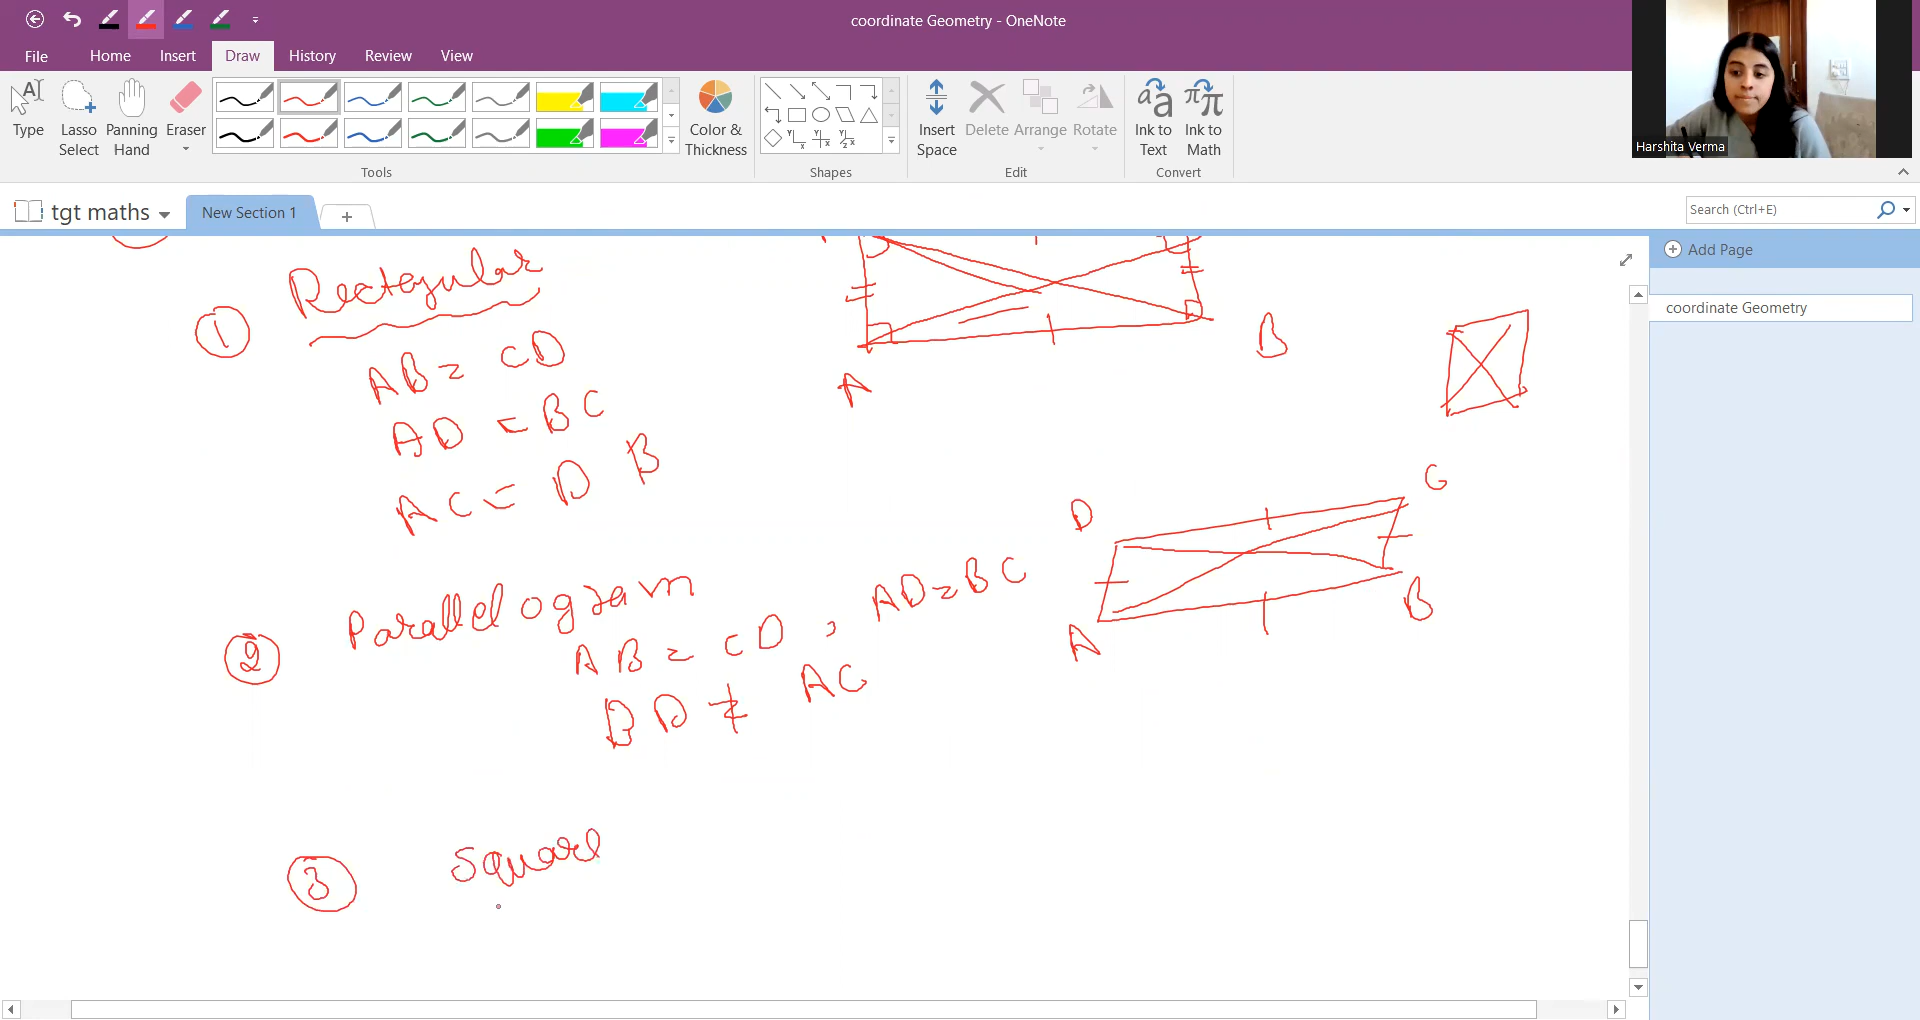 coordinate Geometry - OneNote
File Home Insert Draw History Review View
Type
Lasso Select
Panning Hand
Eraser
Color & Thickness
Insert Space
Delete
Arrange
Rotate
Ink to Text
Ink to Math
Tools
Shapes
Edit
Convert
Harshita Verma
tgt maths
New Section 1
Search (Ctrl+E)
Add Page
coordinate Geometry
1 Rectegular
AB = CD
AD = BC
AC = DB
A
B
2 Parallelogram
AB = CD, AD = BC
BD ≠ AC
D
C
A
B
3 Square